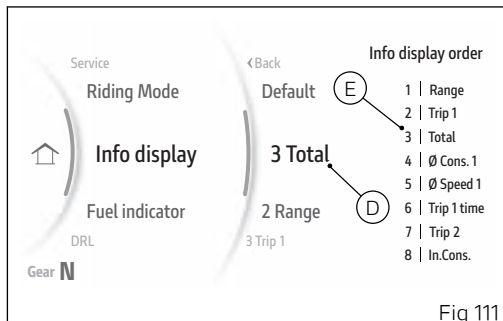 Service
Riding Mode
Info display
Fuel indicator
DRL
Gear N
Back
Default
3 Total
2 Range
3 Trip 1
E
D
Info display order
1 | Range
2 | Trip 1
3 | Total
4 | Ø Cons. 1
5 | Ø Speed 1
6 | Trip 1 time
7 | Trip 2
8 | In.Cons.
Fig 111